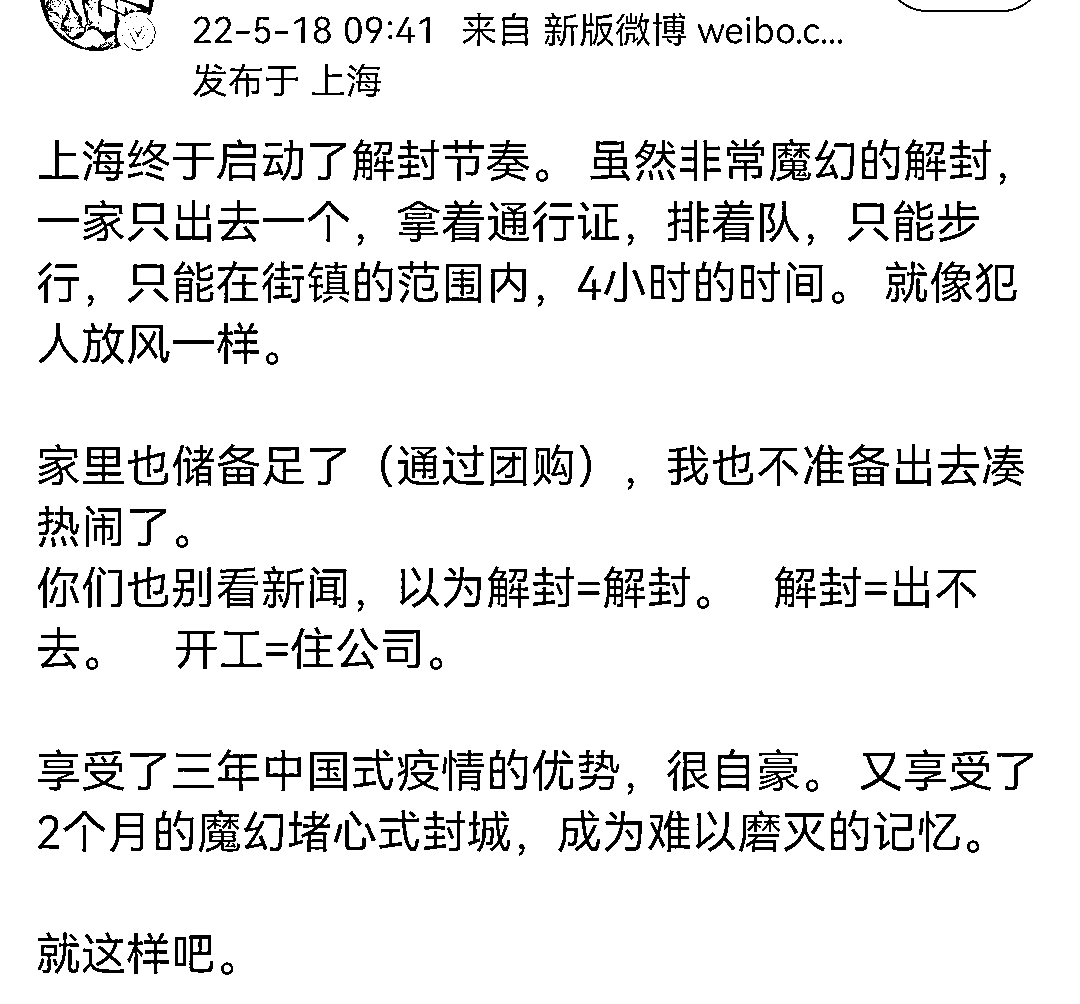 22-5-18 09:41 来自 新版微博 weibo.c...
发布于 上海
上海终于启动了解封节奏。 虽然非常魔幻的解封，
一家只出去一个，拿着通行证，排着队，只能步
行，只能在街镇的范围内，4小时的时间。 就像犯
人放风一样。
家里也储备足了（通过团购），我也不准备出去凑
热闹了。
你们也别看新闻，以为解封=解封。 解封=出不
去。 开工=住公司。
享受了三年中国式疫情的优势，很自豪。 又享受了
2个月的魔幻堵心式封城，成为难以磨灭的记忆。
就这样吧。